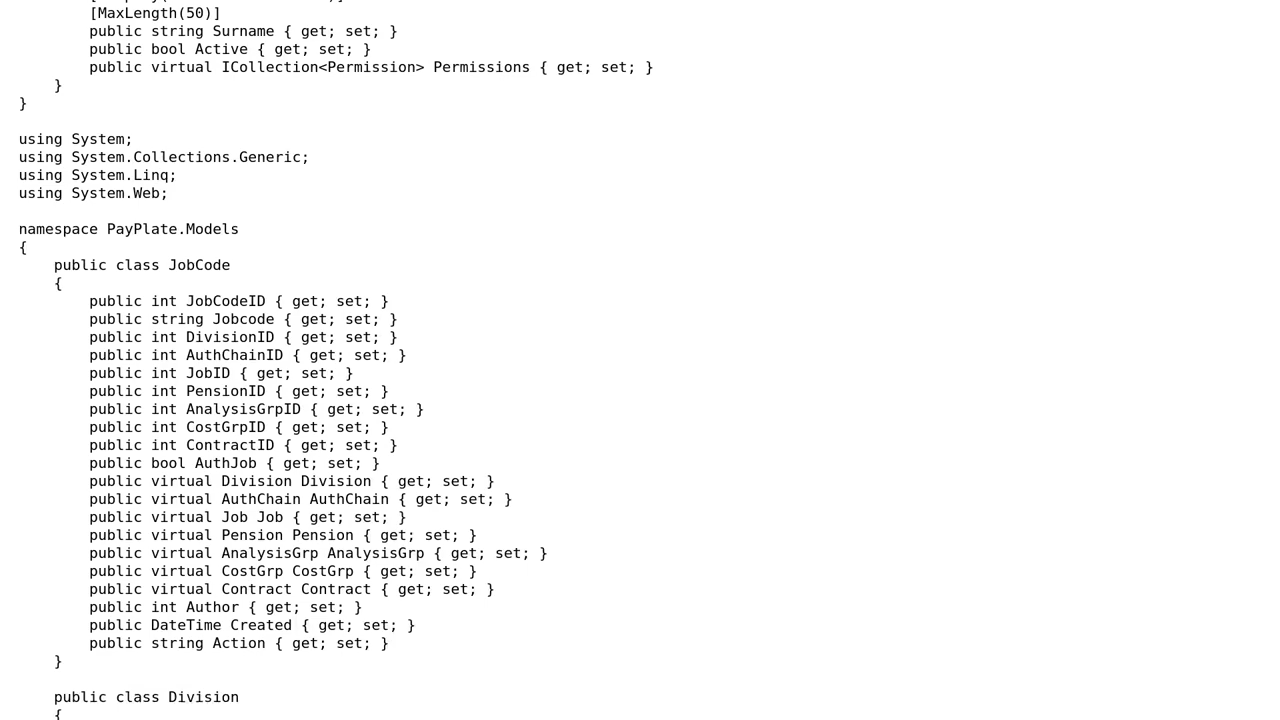 [MaxLength(50)]
public string Surname { get; set; }
public bool Active { get; set; }
public virtual ICollection<Permission> Permissions { get; set; }
}
}
using System;
using System.Collections.Generic;
using System.Linq;
using System.Web;
namespace PayPlate.Models
{
public class JobCode
{
public int JobCodeID { get; set; }
public string Jobcode { get; set; }
public int DivisionID { get; set; }
public int AuthChainID { get; set; }
public int JobID { get; set; }
public int PensionID { get; set; }
public int AnalysisGrpID { get; set; }
public int CostGrpID { get; set; }
public int ContractID { get; set; }
public bool AuthJob { get; set; }
public virtual Division Division { get; set; }
public virtual AuthChain AuthChain { get; set; }
public virtual Job Job { get; set; }
public virtual Pension Pension { get; set; }
public virtual AnalysisGrp AnalysisGrp { get; set; }
public virtual CostGrp CostGrp { get; set; }
public virtual Contract Contract { get; set; }
public int Author { get; set; }
public DateTime Created { get; set; }
public string Action { get; set; }
}
public class Division
{